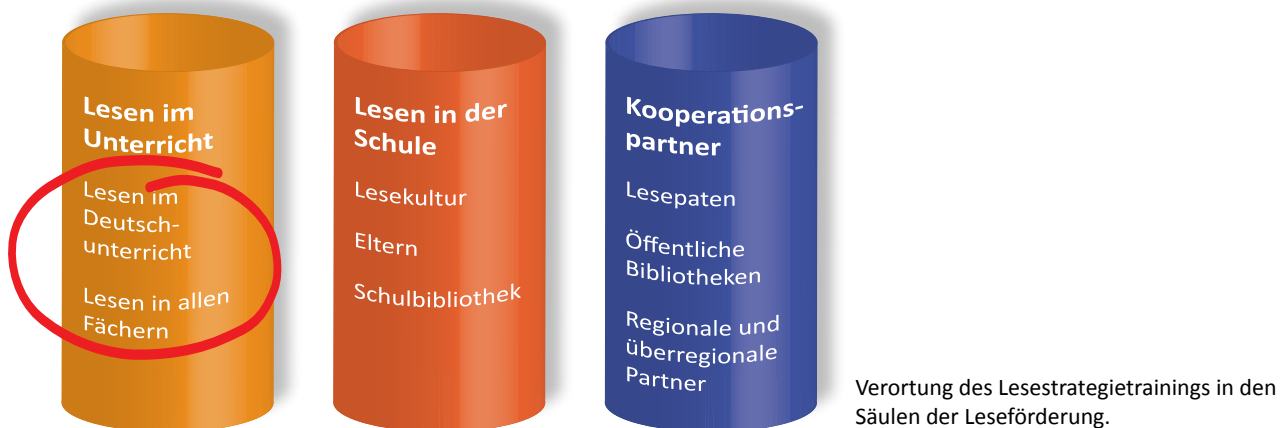 Lesen im
Unterricht
Lesen im
Deutsch-
unterricht
Lesen in allen
Fächern
Lesen in der
Schule
Lesekultur
Eltern
Schulbibliothek
Kooperations-
partner
Lesepaten
Öffentliche
Bibliotheken
Regionale und
überregionale
Partner
Verortung des Lesestrategietrainings in den
Säulen der Leseförderung.